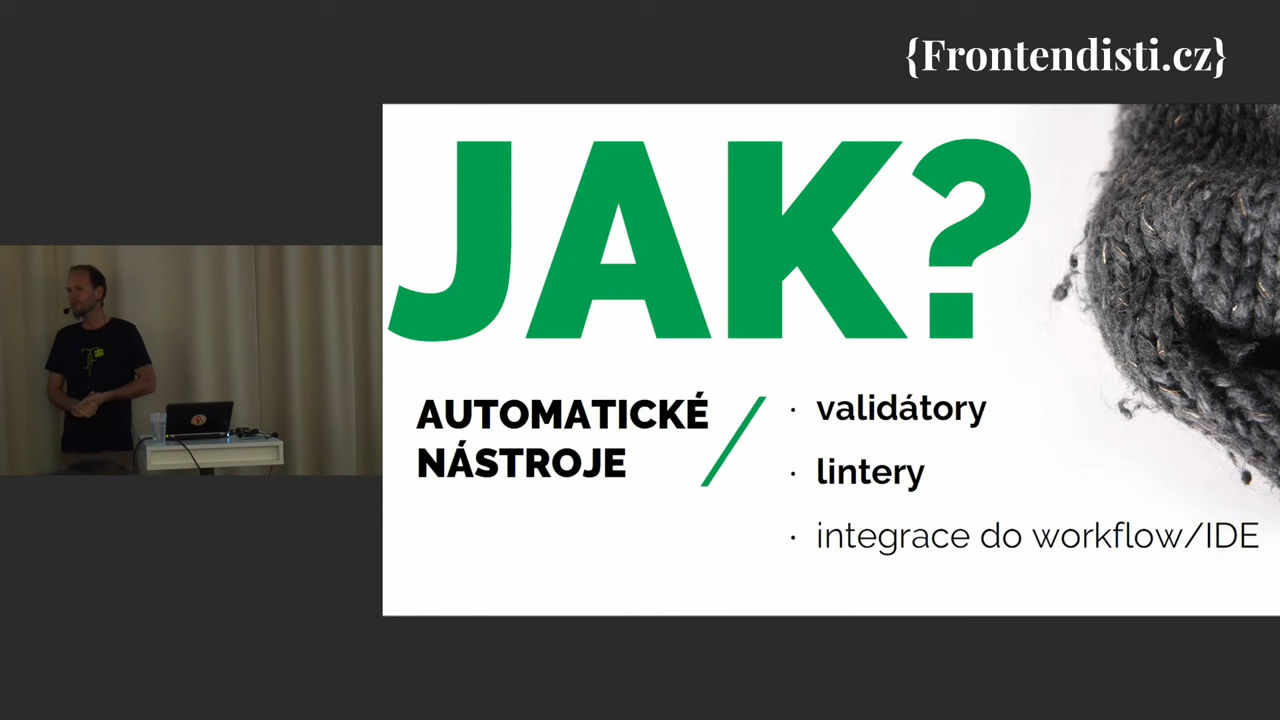 {Frontendisti.cz}
JAK?
AUTOMATICKÉ
NÁSTROJE
· validátory
· lintery
· integrace do workflow/IDE